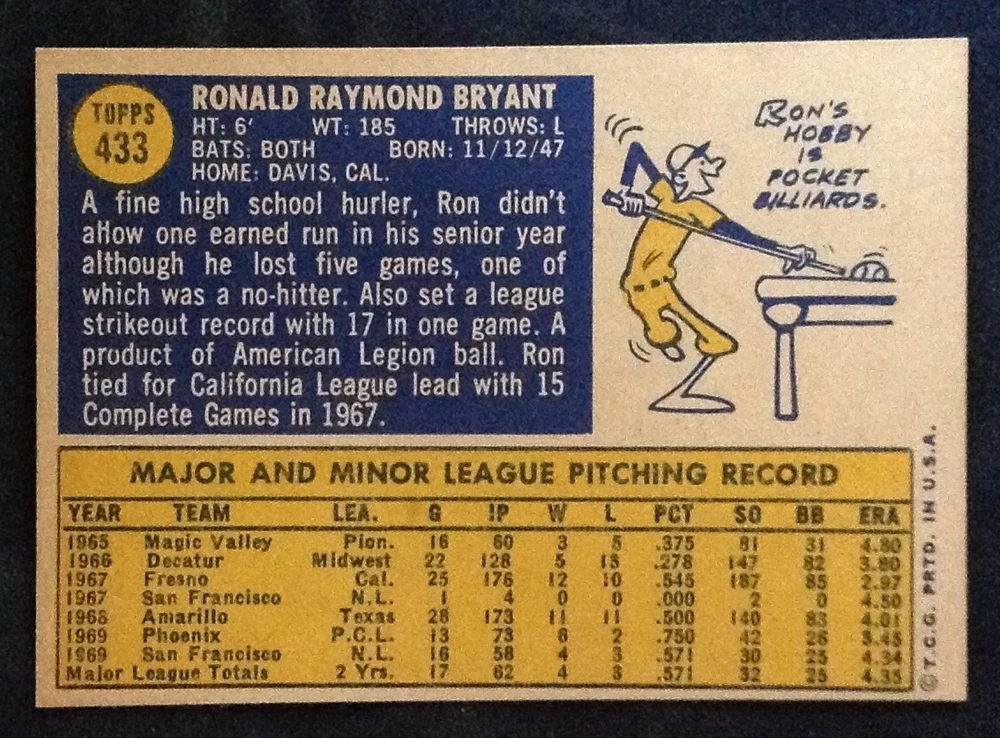 TOPPS
433
RONALD RAYMOND BRYANT
HT: 6' WT: 185 THROWS: L
BATS: BOTH BORN: 11/12/47
HOME: DAVIS, CAL.
A fine high school hurler, Ron didn't
allow one earned run in his senior year
although he lost five games, one of
which was a no-hitter. Also set a league
strikeout record with 17 in one game. A
product of American Legion ball. Ron
tied for California League lead with 15
Complete Games in 1967.
RON'S
HOBBY
IS
POCKET
BILLIARDS.
MAJOR AND MINOR LEAGUE PITCHING RECORD
YEAR TEAM LEA. G IP W L PCT SO BB ERA
1965 Magic Valley Pion. 16 60 3 5 .375 81 31 4.80
1966 Decatur Midwest 22 128 5 13 .278 147 82 3.80
1967 Fresno Cal. 25 176 12 10 .545 187 85 2.97
1967 San Francisco N.L. 1 4 0 0 .000 2 0 4.50
1968 Amarillo Texas 28 173 11 11 .500 140 83 4.01
1969 Phoenix P.C.L. 13 73 6 2 .750 42 26 3.45
1969 San Francisco N.L. 16 58 4 3 .571 30 25 4.34
Major League Totals 2 Yrs. 17 62 4 3 .571 32 25 4.35
© T.C.G. PRTD. IN U.S.A.